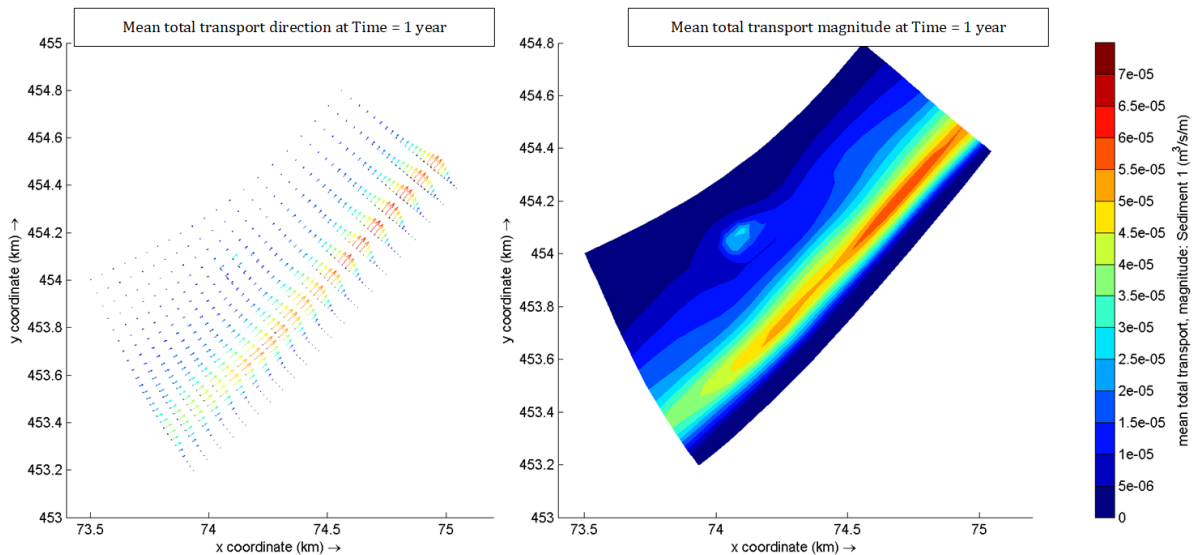 Mean total transport direction at Time = 1 year
455
454.8
454.6
454.4
454.2
454
453.8
453.6
453.4
453.2
453
y coordinate (km) →
73.5
74
74.5
75
x coordinate (km) →
Mean total transport magnitude at Time = 1 year
454.8
454.6
454.4
454.2
454
453.8
453.6
453.4
453.2
453
y coordinate (km) →
73.5
74
74.5
75
x coordinate (km) →
7e-05
6.5e-05
6e-05
5.5e-05
5e-05
4.5e-05
4e-05
3.5e-05
3e-05
2.5e-05
2e-05
1.5e-05
1e-05
5e-06
0
mean total transport, magnitude: Sediment 1 (m³/s/m)